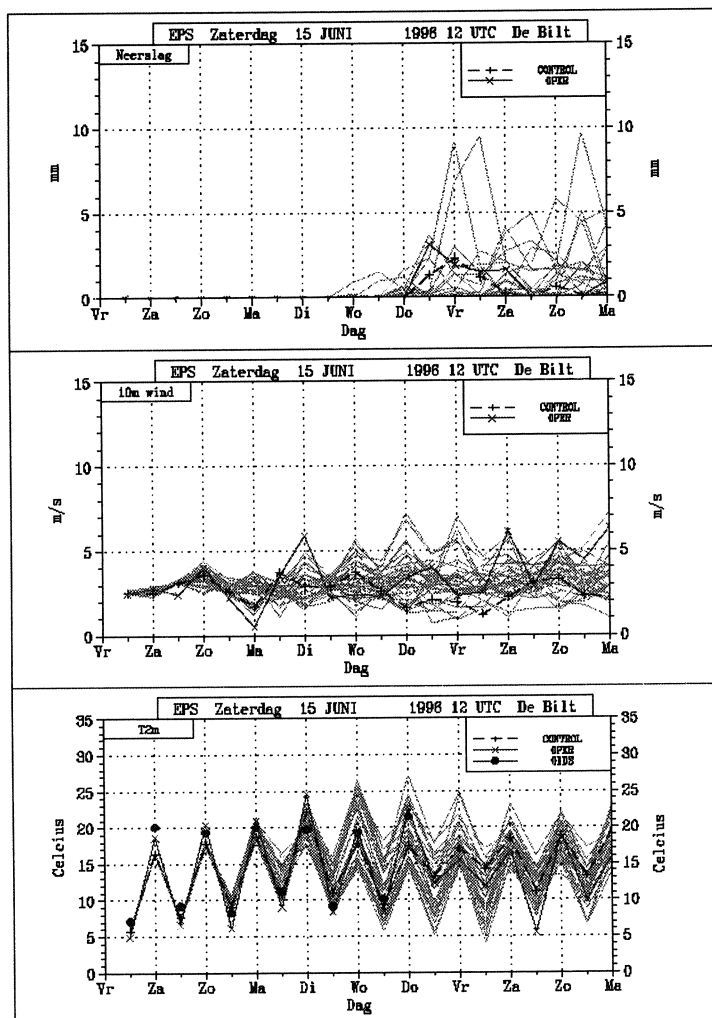 EPS Zaterdag 15 JUNI 1996 12 UTC De Bilt
Neerslag
CONTROL
OPER
15 15
10 10
mm mm
5 5
0 0
Vr Za Zo Ma Di Wo Do Vr Za Zo Ma
Dag
EPS Zaterdag 15 JUNI 1996 12 UTC De Bilt
10m wind
CONTROL
OPER
15 15
10 10
m/s m/s
5 5
0 0
Vr Za Zo Ma Di Wo Do Vr Za Zo Ma
Dag
EPS Zaterdag 15 JUNI 1996 12 UTC De Bilt
T2m
CONTROL
OPER
GIDS
35 35
30 30
25 25
20 20
Celcius Celcius
15 15
10 10
5 5
0 0
Vr Za Zo Ma Di Wo Do Vr Za Zo Ma
Dag